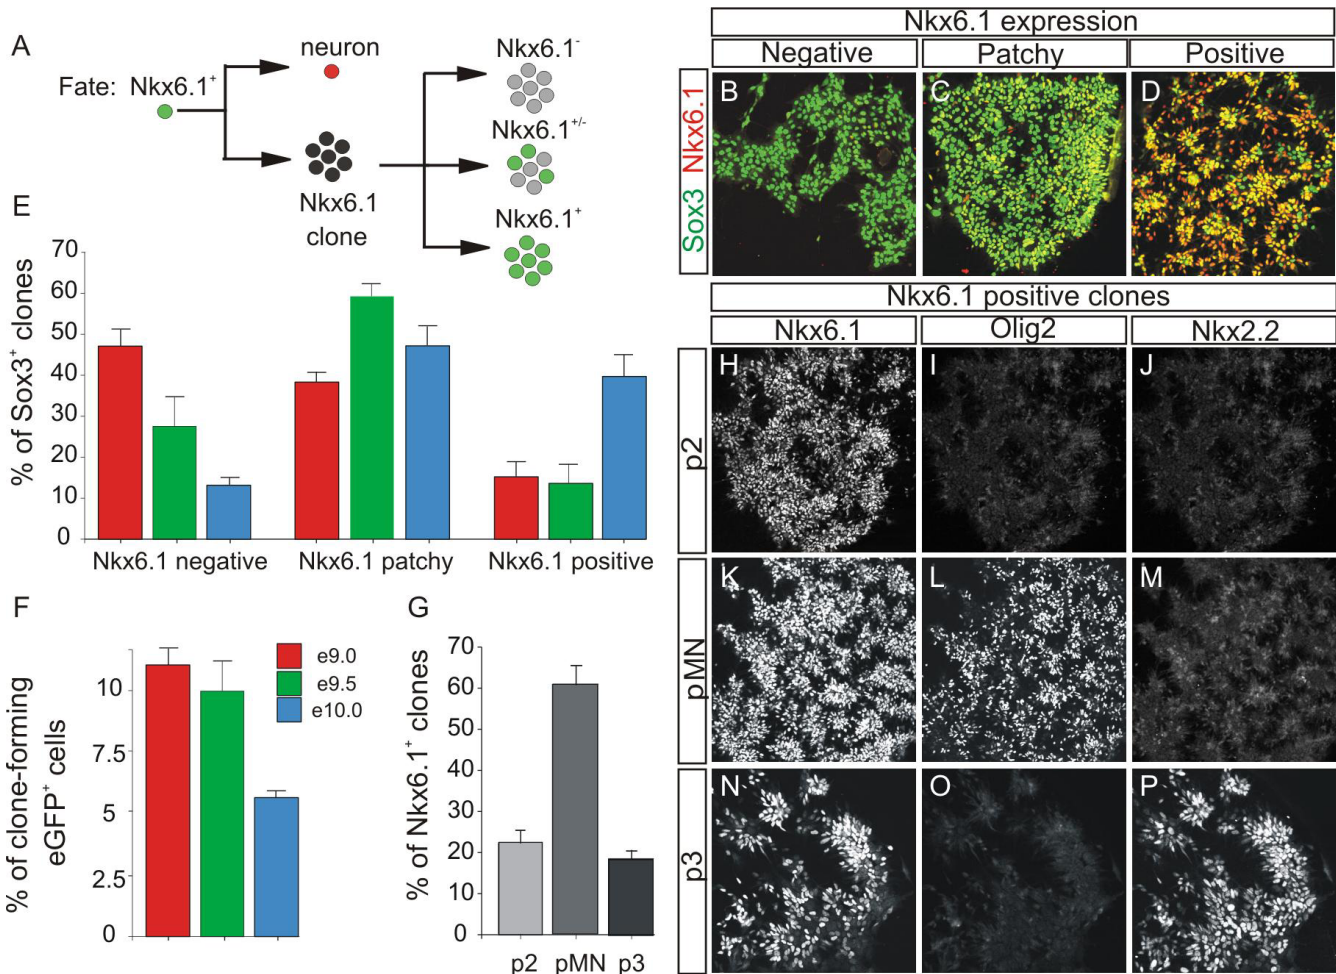 A
Fate: Nkx6.1+
neuron
Nkx6.1
clone
Nkx6.1-
Nkx6.1+/-
Nkx6.1+
Nkx6.1 expression
Negative
Patchy
Positive
Sox3 Nkx6.1
B
C
D
E
% of Sox3+ clones
70
60
50
40
30
20
10
0
Nkx6.1 negative
Nkx6.1 patchy
Nkx6.1 positive
F
% of clone-forming
eGFP+ cells
10
7.5
5
2.5
0
e9.0
e9.5
e10.0
G
% of Nkx6.1+ clones
70
60
50
40
30
20
10
0
p2
pMN
p3
Nkx6.1 positive clones
Nkx6.1
Olig2
Nkx2.2
p2
H
I
J
pMN
K
L
M
p3
N
O
P